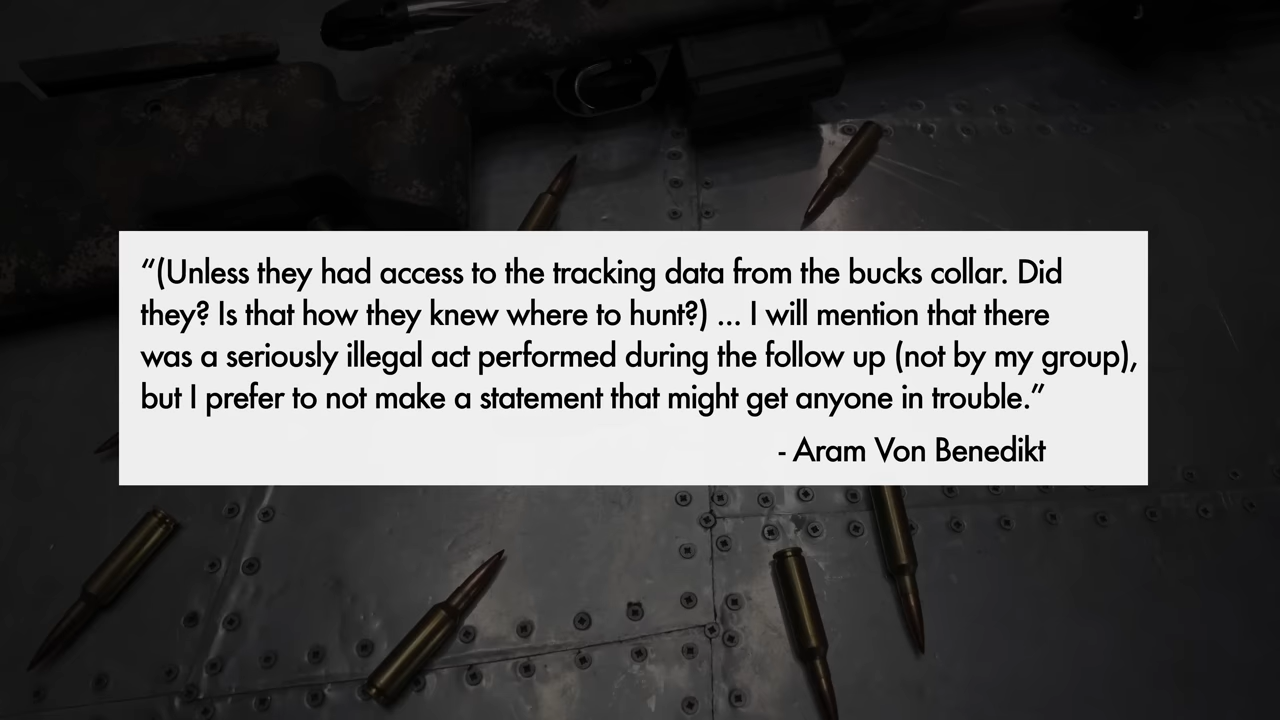 “(Unless they had access to the tracking data from the bucks collar. Did
they? Is that how they knew where to hunt?) ... I will mention that there
was a seriously illegal act performed during the follow up (not by my group),
but I prefer to not make a statement that might get anyone in trouble.”
- Aram Von Benedikt